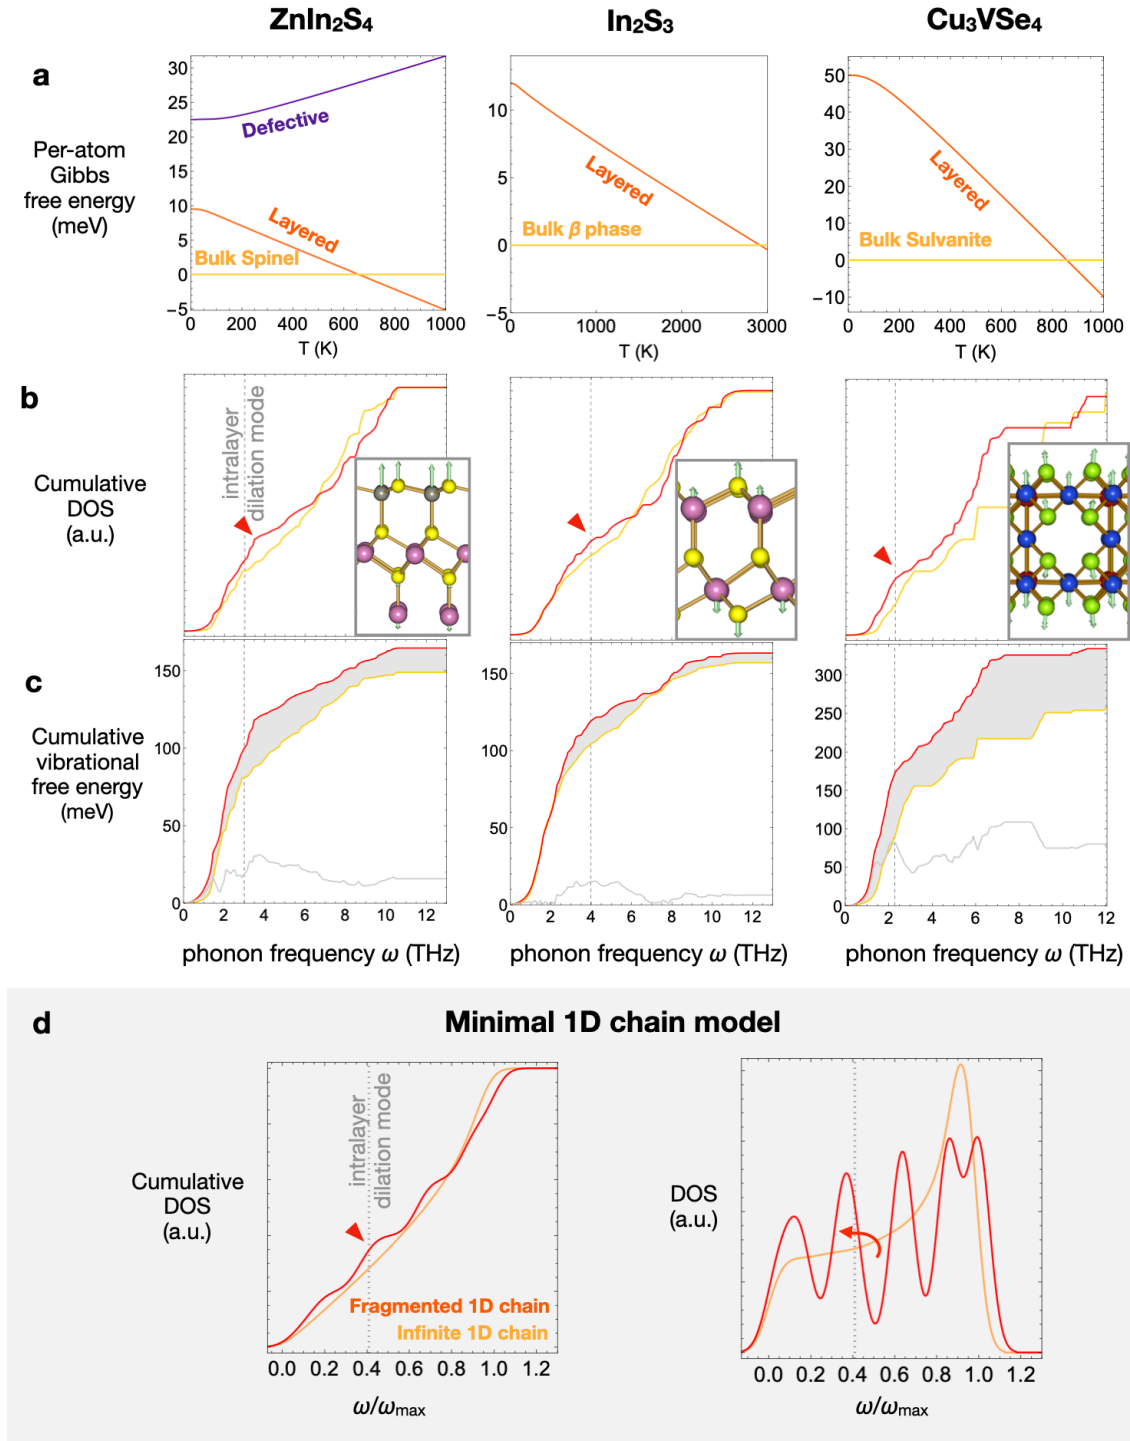 ZnIn2S4
In2S3
Cu3VSe4
a
Per-atom
Gibbs
free energy
(meV)
30
25
20
15
10
5
0
−5
Defective
Layered
Bulk Spinel
0 200 400 600 800 1000
T (K)
10
5
0
−5
Layered
Bulk β phase
0 1000 2000 3000
T (K)
50
40
30
20
10
0
−10
Layered
Bulk Sulvanite
0 200 400 600 800 1000
T (K)
b
Cumulative
DOS
(a.u.)
intralayer
dilation mode
c
Cumulative
vibrational
free energy
(meV)
150
100
50
0
0 2 4 6 8 10 12
phonon frequency ω (THz)
150
100
50
0
0 2 4 6 8 10 12
phonon frequency ω (THz)
300
250
200
150
100
50
0
0 2 4 6 8 10 12
phonon frequency ω (THz)
d
Minimal 1D chain model
Cumulative
DOS
(a.u.)
intralayer
dilation mode
Fragmented 1D chain
Infinite 1D chain
0.0 0.2 0.4 0.6 0.8 1.0 1.2
ω/ωmax
DOS
(a.u.)
0.0 0.2 0.4 0.6 0.8 1.0 1.2
ω/ωmax